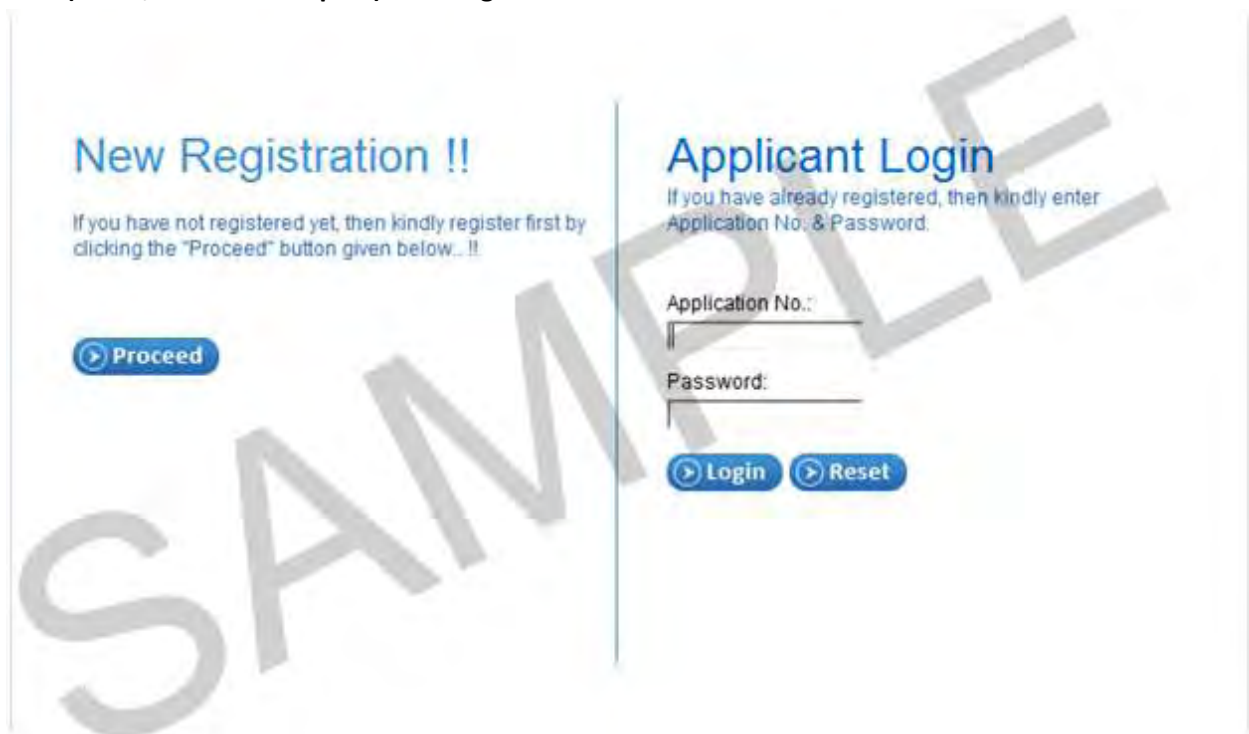 New Registration !!
If you have not registered yet, then kindly register first by
clicking the "Proceed" button given below.. !!
Proceed
Applicant Login
If you have already registered, then kindly enter
Application No. & Password.
Application No.:
Password:
Login
Reset
SAMPLE